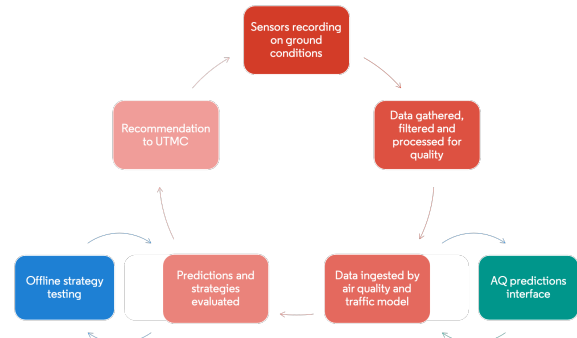 Sensors recording
on ground
conditions
Data gathered,
filtered and
processed for
quality
Data ingested by
air quality and
traffic model
AQ predictions
interface
Predictions and
strategies
evaluated
Offline strategy
testing
Recommendation
to UTMC